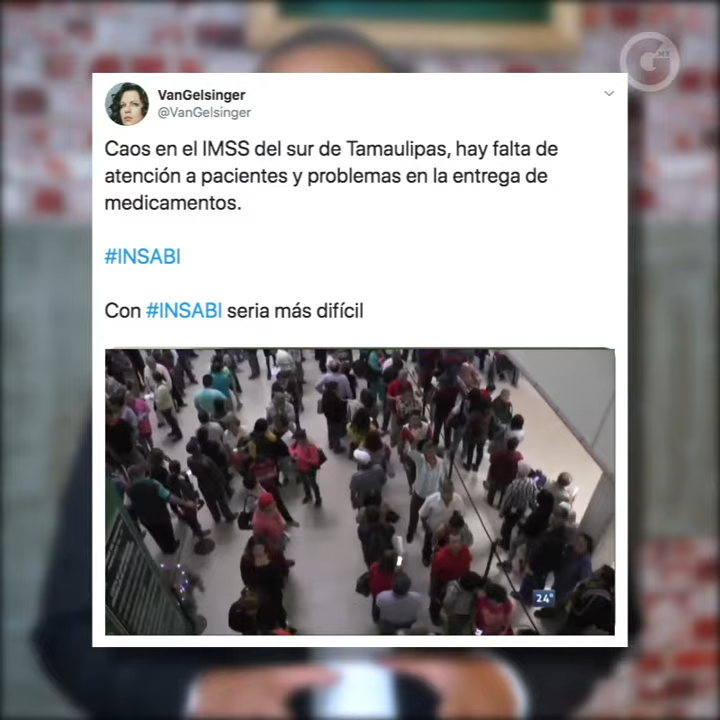 G MX
VanGelsinger
@VanGelsinger
Caos en el IMSS del sur de Tamaulipas, hay falta de
atención a pacientes y problemas en la entrega de
medicamentos.
#INSABI
Con #INSABI seria más difícil
24°